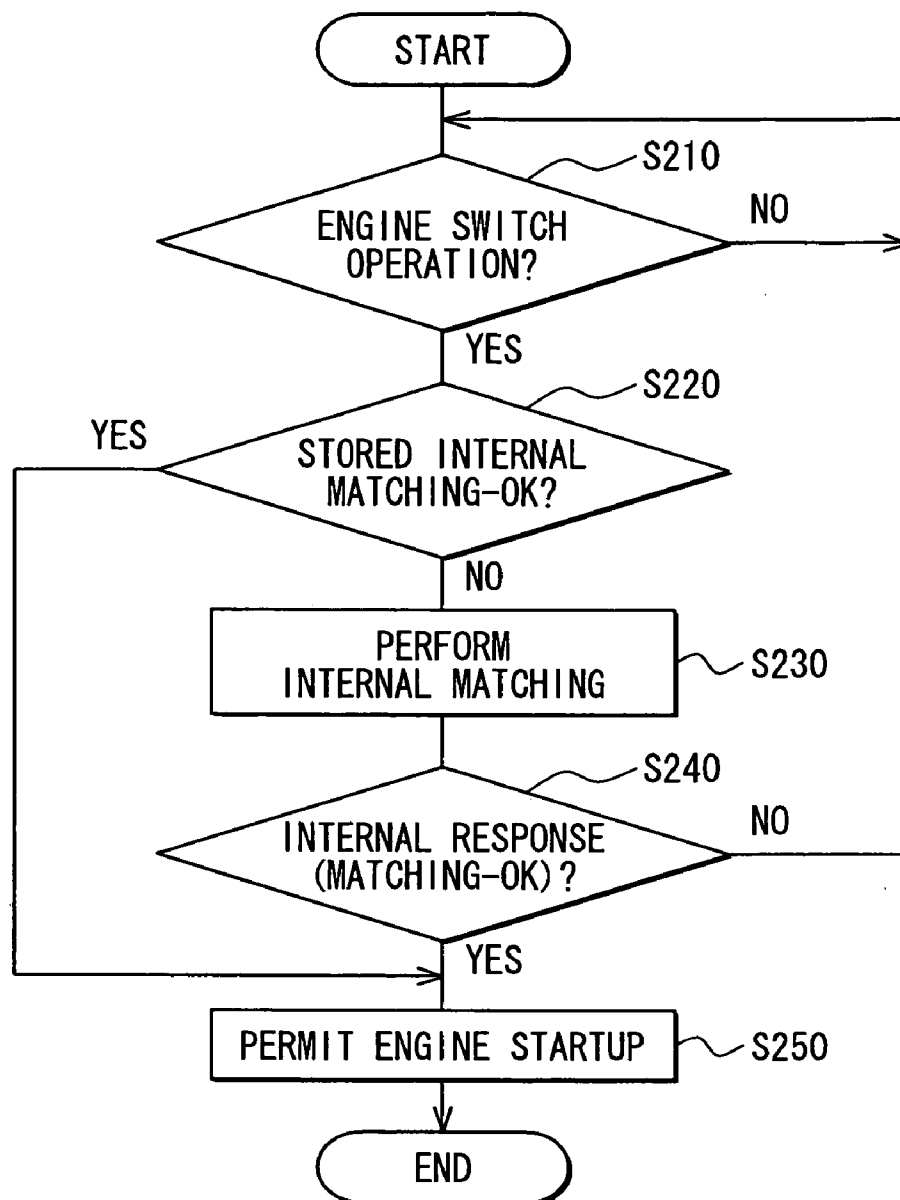 START
S210
ENGINE SWITCH
OPERATION?
NO
YES
S220
YES
STORED INTERNAL
MATCHING-OK?
NO
PERFORM
INTERNAL MATCHING
S230
S240
INTERNAL RESPONSE
(MATCHING-OK)?
NO
YES
PERMIT ENGINE STARTUP
S250
END